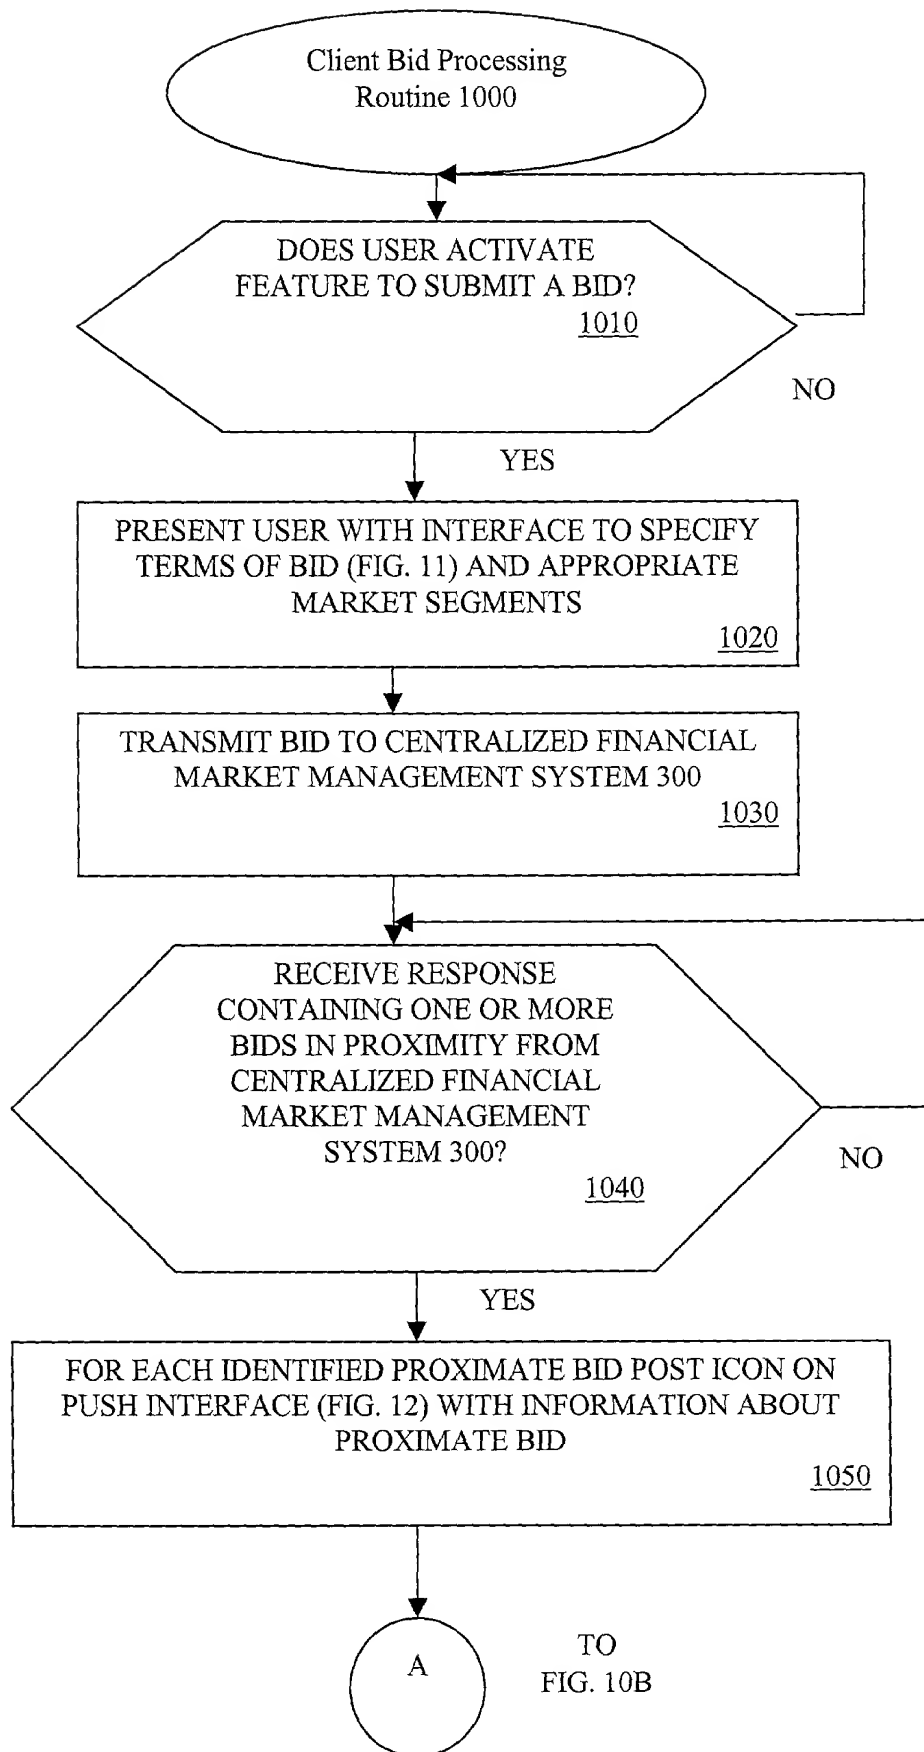 Client Bid Processing
Routine 1000
DOES USER ACTIVATE
FEATURE TO SUBMIT A BID?
1010
NO
YES
PRESENT USER WITH INTERFACE TO SPECIFY
TERMS OF BID (FIG. 11) AND APPROPRIATE
MARKET SEGMENTS
1020
TRANSMIT BID TO CENTRALIZED FINANCIAL
MARKET MANAGEMENT SYSTEM 300
1030
RECEIVE RESPONSE
CONTAINING ONE OR MORE
BIDS IN PROXIMITY FROM
CENTRALIZED FINANCIAL
MARKET MANAGEMENT
SYSTEM 300?
1040
NO
YES
FOR EACH IDENTIFIED PROXIMATE BID POST ICON ON
PUSH INTERFACE (FIG. 12) WITH INFORMATION ABOUT
PROXIMATE BID
1050
A
TO
FIG. 10B